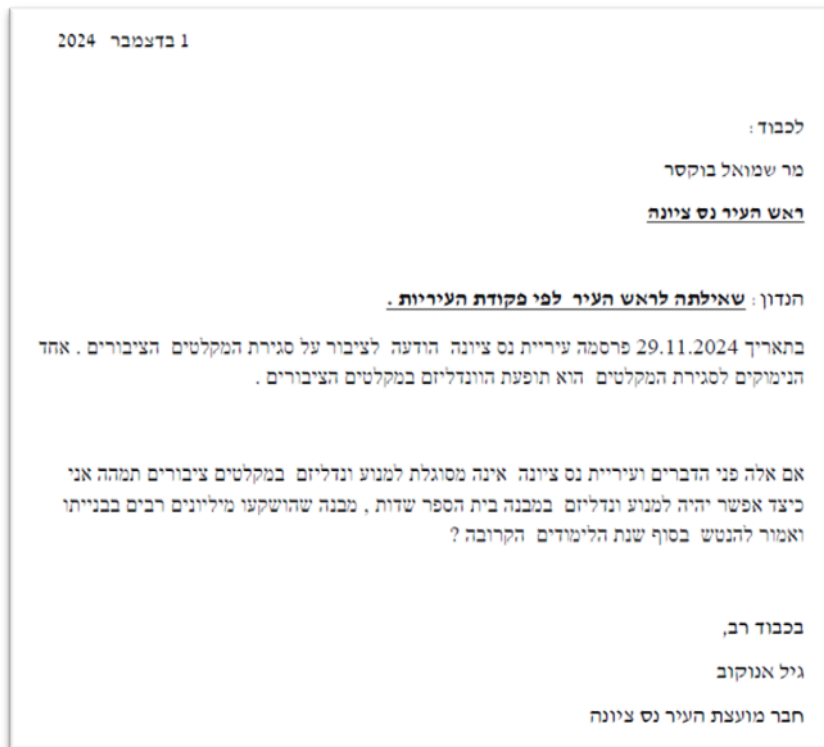 1 בדצמבר 2024
לכבוד :
מר שמואל בוקסר
ראש העיר נס ציונה
הנדון : שאילתה לראש העיר לפי פקודת העיריות .
בתאריך 29.11.2024 פרסמה עיריית נס ציונה הודעה לציבור על סגירת המקלטים הציבורים . אחד
הנימוקים לסגירת המקלטים הוא תופעת הוונדליזם במקלטים הציבורים .
אם אלה פני הדברים ועיריית נס ציונה אינה מסוגלת למנוע ונדליזם במקלטים ציבורים תמהה אני
כיצד אפשר יהיה למנוע ונדליזם במבנה בית הספר שדות , מבנה שהושקעו מיליונים רבים בבנייתו
ואמור להנטש בסוף שנת הלימודים הקרובה ?
בכבוד רב,
גיל אנוקוב
חבר מועצת העיר נס ציונה